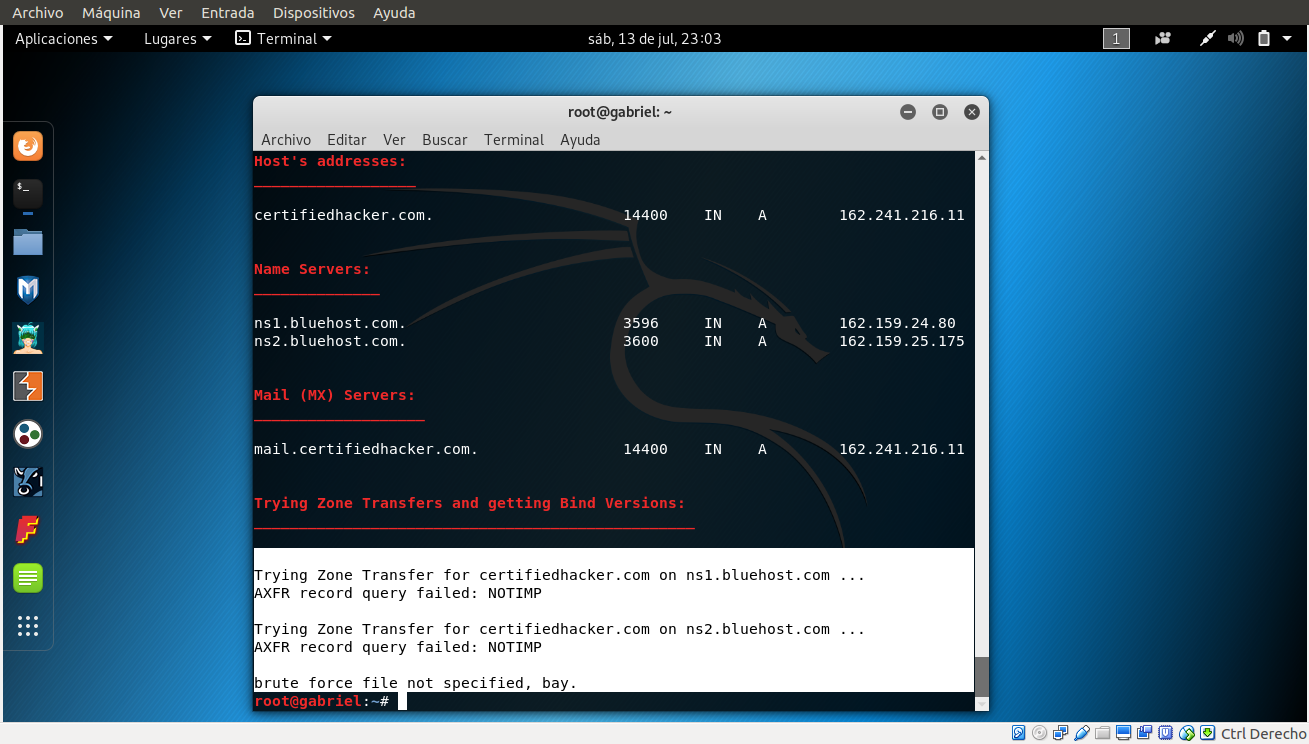 Archivo Máquina Ver Entrada Dispositivos Ayuda
Aplicaciones Lugares Terminal sáb, 13 de jul, 23:03 1
root@gabriel: ~
Archivo Editar Ver Buscar Terminal Ayuda
Host's addresses:
__________________
certifiedhacker.com. 14400 IN A 162.241.216.11
Name Servers:
______________
ns1.bluehost.com. 3596 IN A 162.159.24.80
ns2.bluehost.com. 3600 IN A 162.159.25.175
Mail (MX) Servers:
___________________
mail.certifiedhacker.com. 14400 IN A 162.241.216.11
Trying Zone Transfers and getting Bind Versions:
_________________________________________________
Trying Zone Transfer for certifiedhacker.com on ns1.bluehost.com ...
AXFR record query failed: NOTIMP
Trying Zone Transfer for certifiedhacker.com on ns2.bluehost.com ...
AXFR record query failed: NOTIMP
brute force file not specified, bay.
root@gabriel:~#
Ctrl Derecho